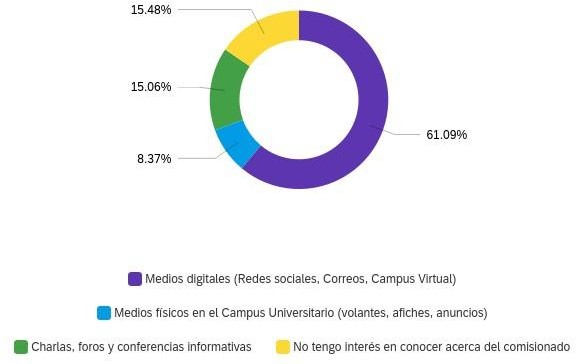 15.48%
15.06%
61.09%
8.37%
Medios digitales (Redes sociales, Correos, Campus Virtual)
Medios físicos en el Campus Universitario (volantes, afiches, anuncios)
Charlas, foros y conferencias informativas No tengo interés en conocer acerca del comisionado